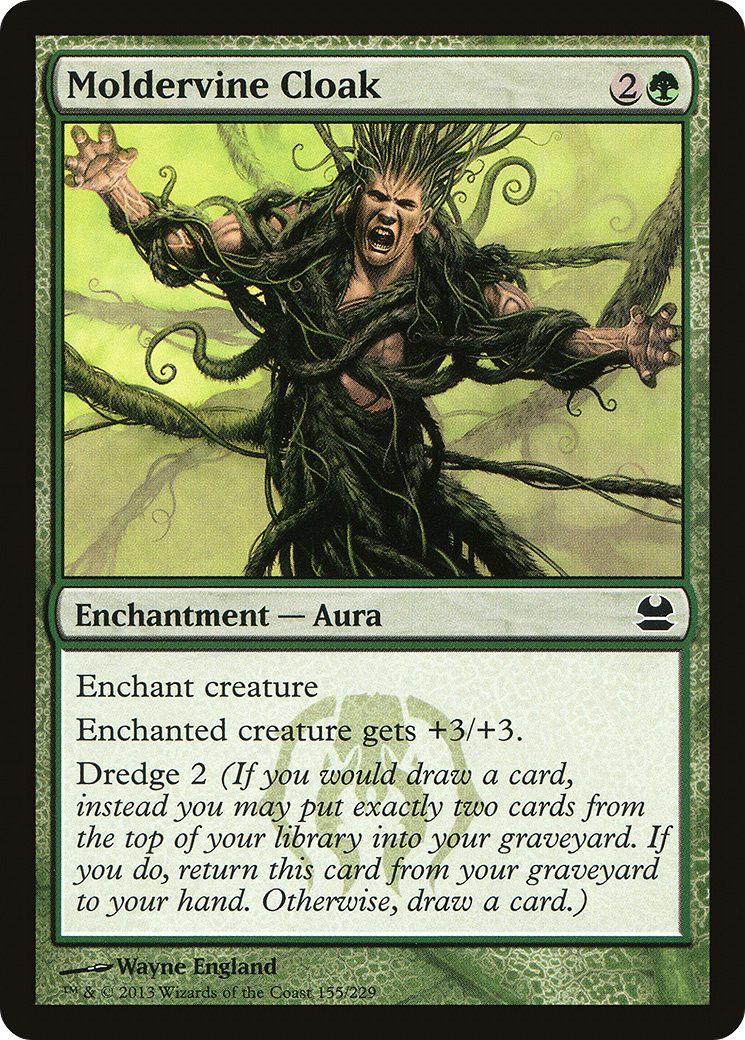 Moldervine Cloak 2
Enchantment — Aura
Enchant creature
Enchanted creature gets +3/+3.
Dredge 2 (If you would draw a card,
instead you may put exactly two cards from
the top of your library into your graveyard. If
you do, return this card from your graveyard
to your hand. Otherwise, draw a card.)
Wayne England
™ & © 2013 Wizards of the Coast 155/229